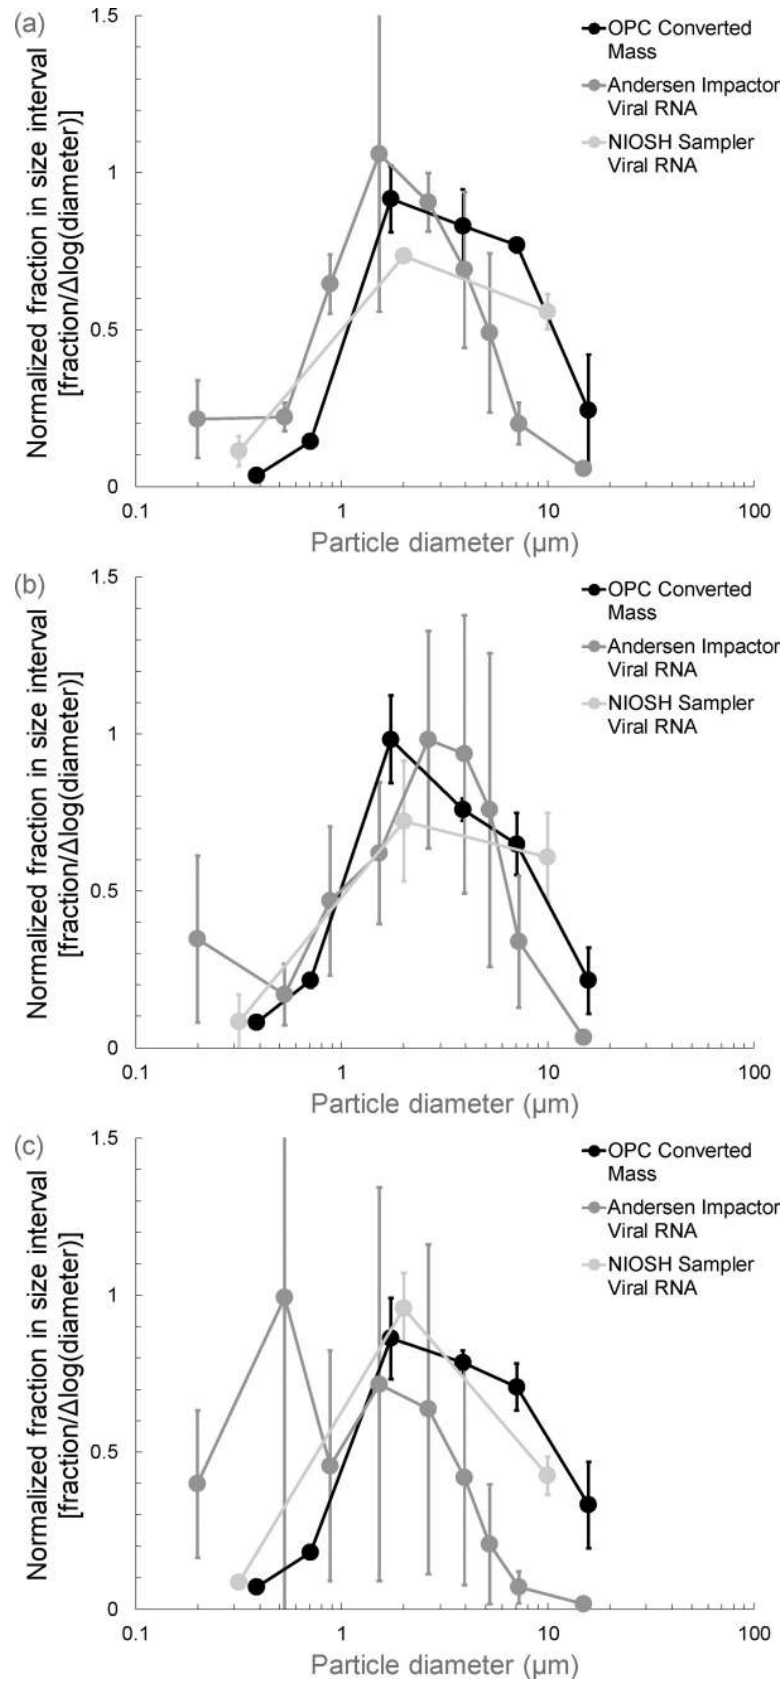 (a)
Normalized fraction in size interval
[fraction/Δlog(diameter)]
1.5
1
0.5
0
0.1
1
10
100
Particle diameter (µm)
OPC Converted
Mass
Andersen Impactor
Viral RNA
NIOSH Sampler
Viral RNA
(b)
Normalized fraction in size interval
[fraction/Δlog(diameter)]
1.5
1
0.5
0
0.1
1
10
100
Particle diameter (µm)
OPC Converted
Mass
Andersen Impactor
Viral RNA
NIOSH Sampler
Viral RNA
(c)
Normalized fraction in size interval
[fraction/Δlog(diameter)]
1.5
1
0.5
0
0.1
1
10
100
Particle diameter (µm)
OPC Converted
Mass
Andersen Impactor
Viral RNA
NIOSH Sampler
Viral RNA